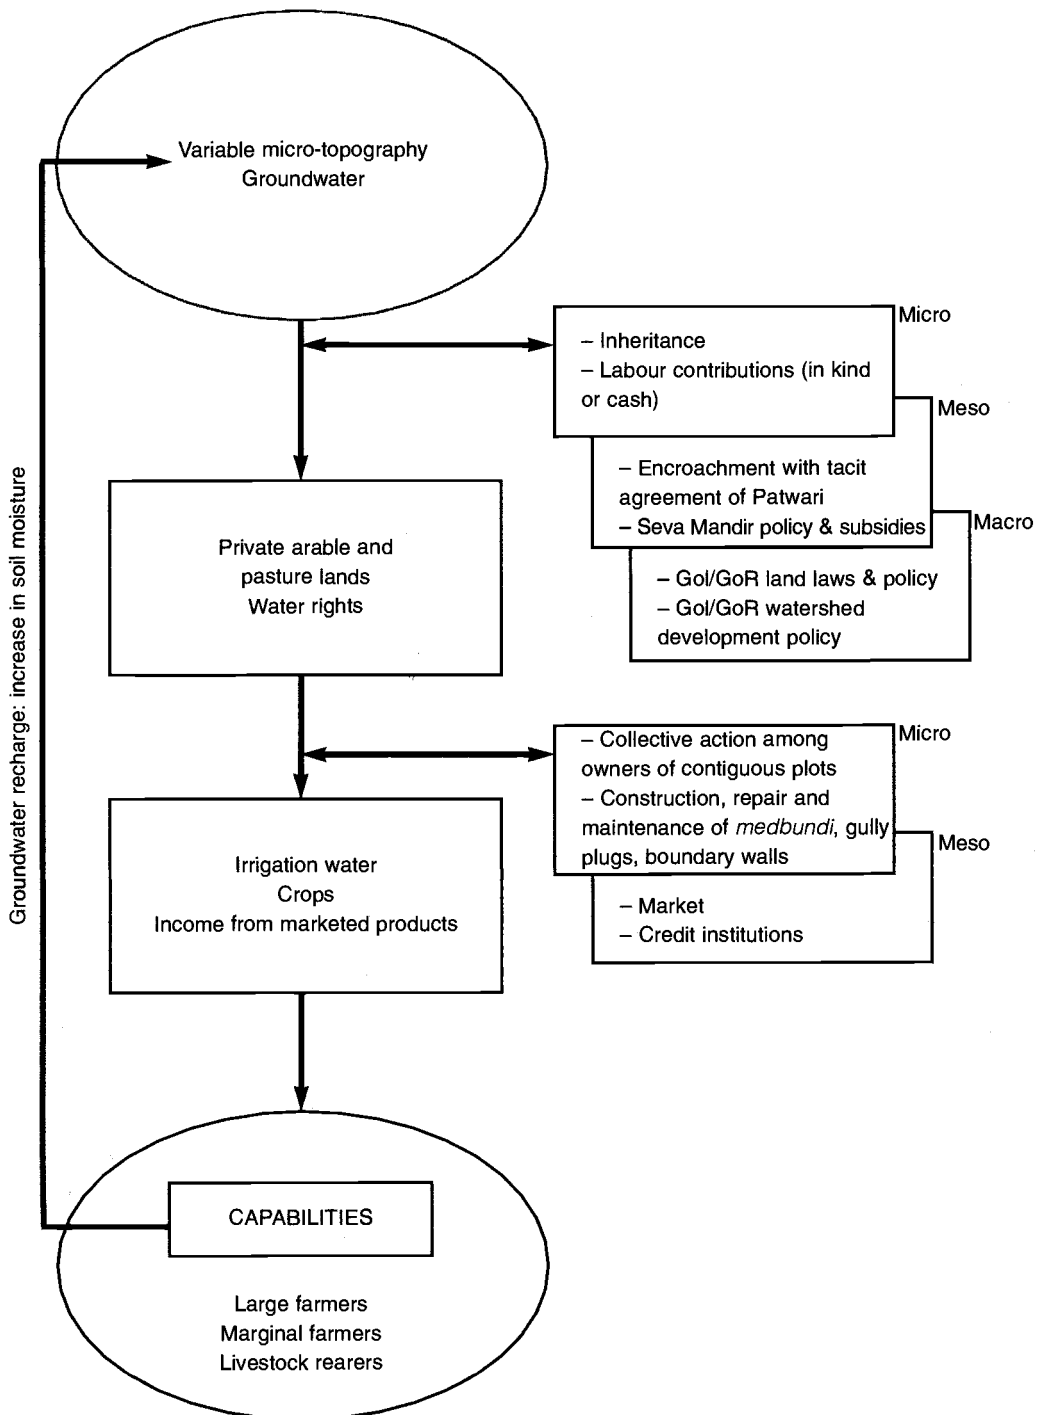 Variable micro-topography
Groundwater
Micro
– Inheritance
– Labour contributions (in kind
or cash)
Meso
– Encroachment with tacit
agreement of Patwari
– Seva Mandir policy & subsidies
Macro
– GoI/GoR land laws & policy
– GoI/GoR watershed
development policy
Private arable and
pasture lands
Water rights
Micro
– Collective action among
owners of contiguous plots
– Construction, repair and
maintenance of medbundi, gully
plugs, boundary walls
Meso
– Market
– Credit institutions
Irrigation water
Crops
Income from marketed products
Groundwater recharge: increase in soil moisture
CAPABILITIES
Large farmers
Marginal farmers
Livestock rearers